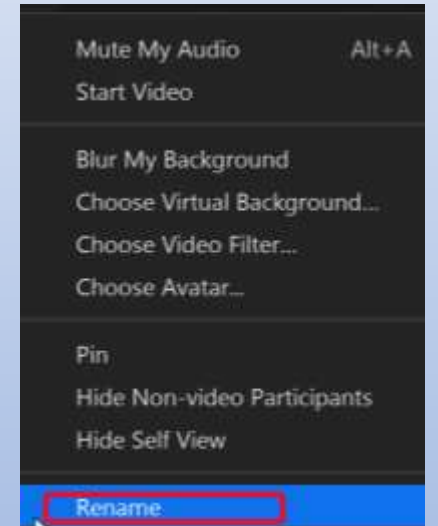 Mute My Audio Alt+A
Start Video
Blur My Background
Choose Virtual Background...
Choose Video Filter...
Choose Avatar...
Pin
Hide Non-video Participants
Hide Self View
Rename